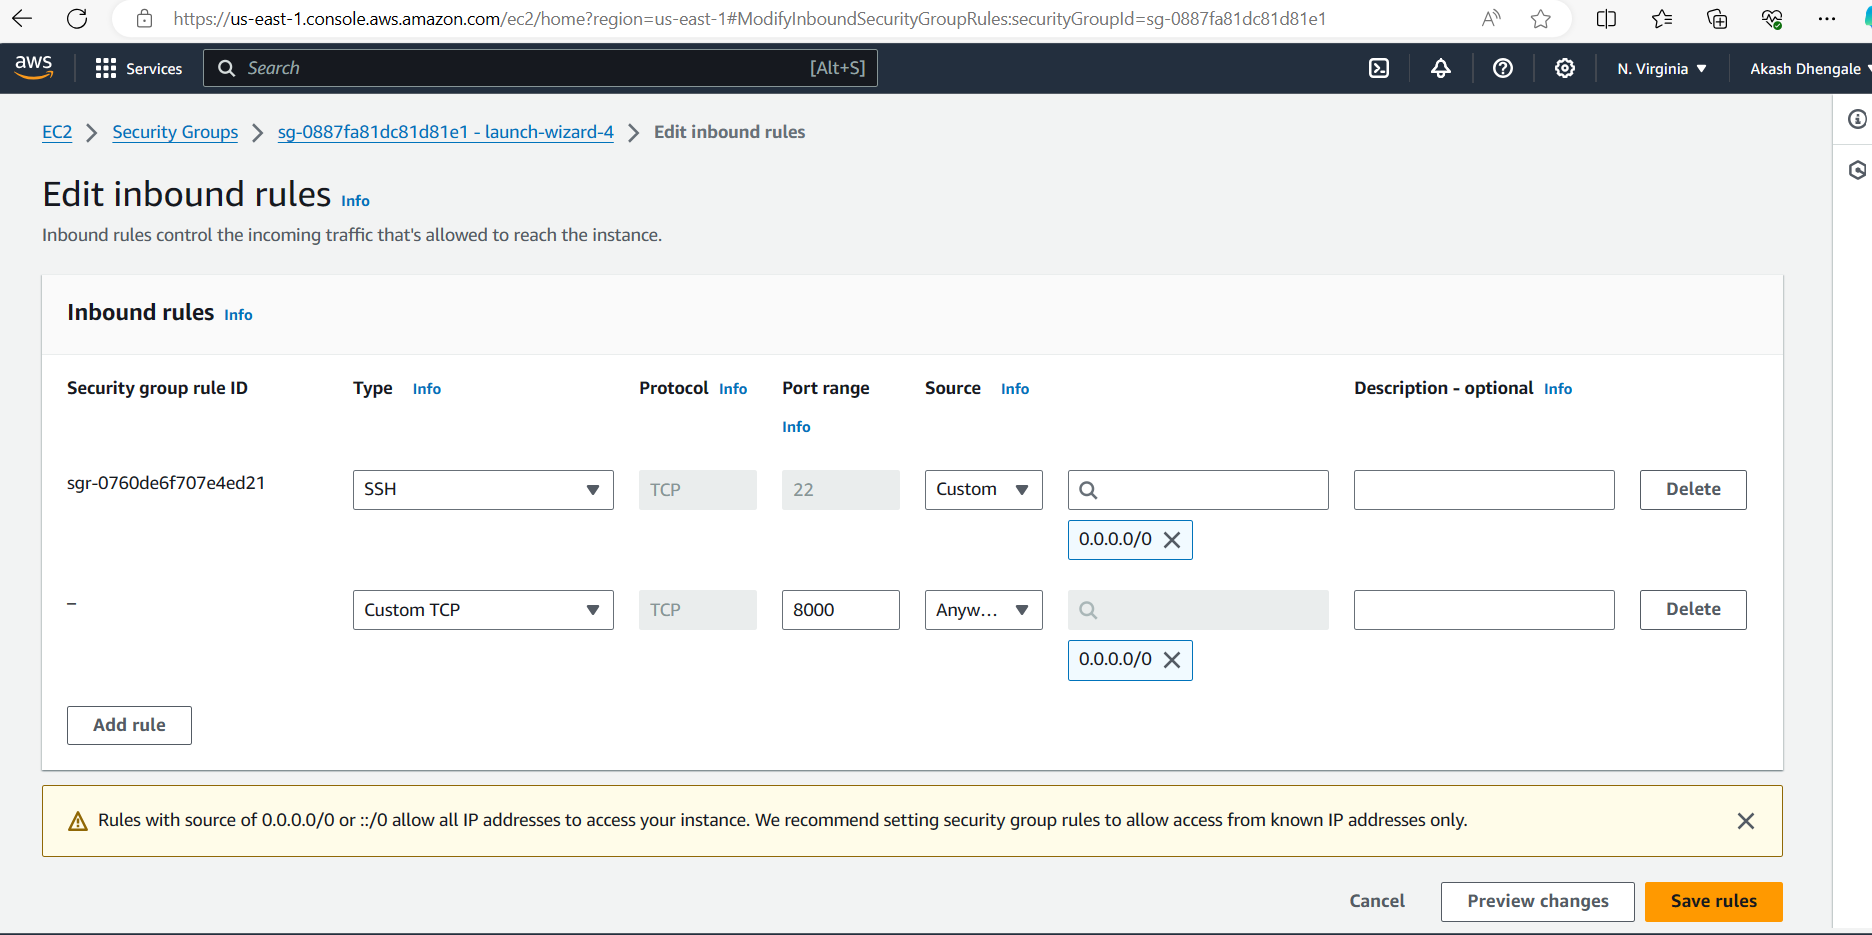 https://us-east-1.console.aws.amazon.com/ec2/home?region=us-east-1#ModifyInboundSecurityGroupRules:securityGroupId=sg-0887fa81dc81d81e1
aws Services Search [Alt+S] N. Virginia Akash Dhengale
EC2 Security Groups sg-0887fa81dc81d81e1 - launch-wizard-4 Edit inbound rules
Edit inbound rules Info
Inbound rules control the incoming traffic that's allowed to reach the instance.
Inbound rules Info
Security group rule ID Type Info Protocol Info Port range Source Info Description - optional Info
Info
sgr-0760de6f707e4ed21 SSH TCP 22 Custom Delete
0.0.0.0/0
– Custom TCP TCP 8000 Anyw... Delete
0.0.0.0/0
Add rule
Rules with source of 0.0.0.0/0 or ::/0 allow all IP addresses to access your instance. We recommend setting security group rules to allow access from known IP addresses only.
Cancel Preview changes Save rules